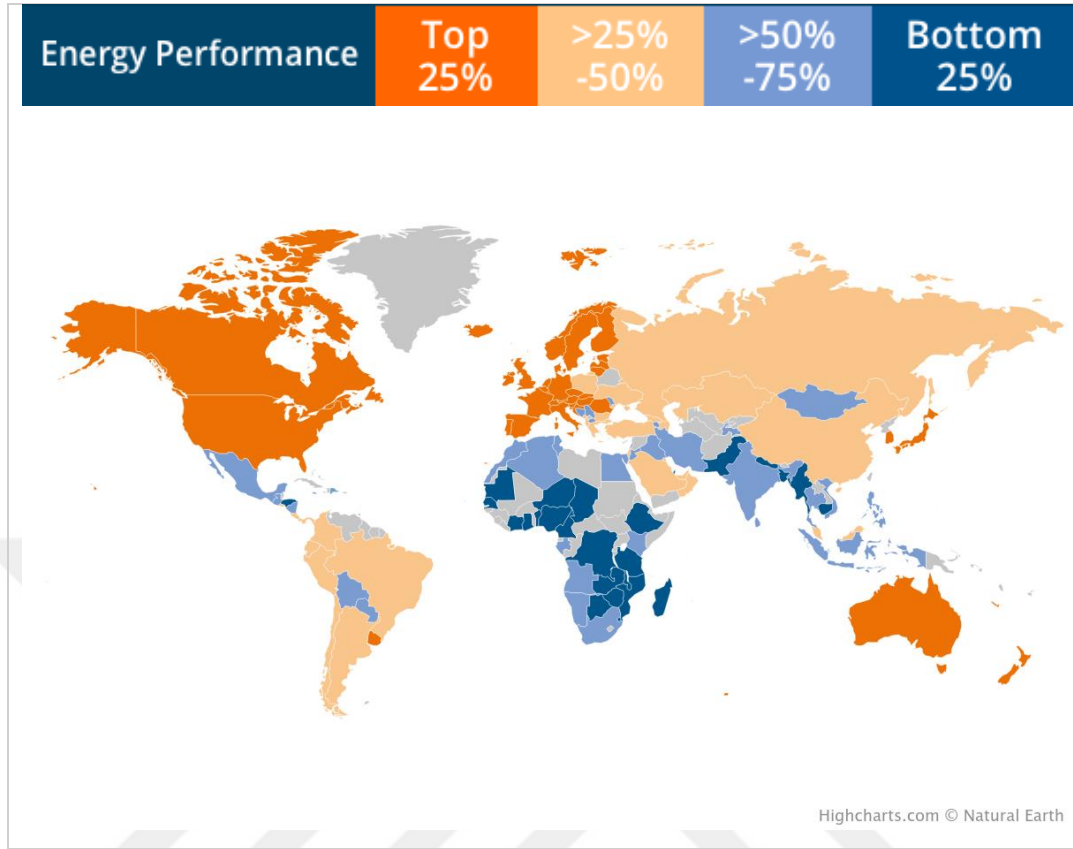 Energy Performance
Top
25%
>25%
-50%
>50%
-75%
Bottom
25%
Highcharts.com © Natural Earth